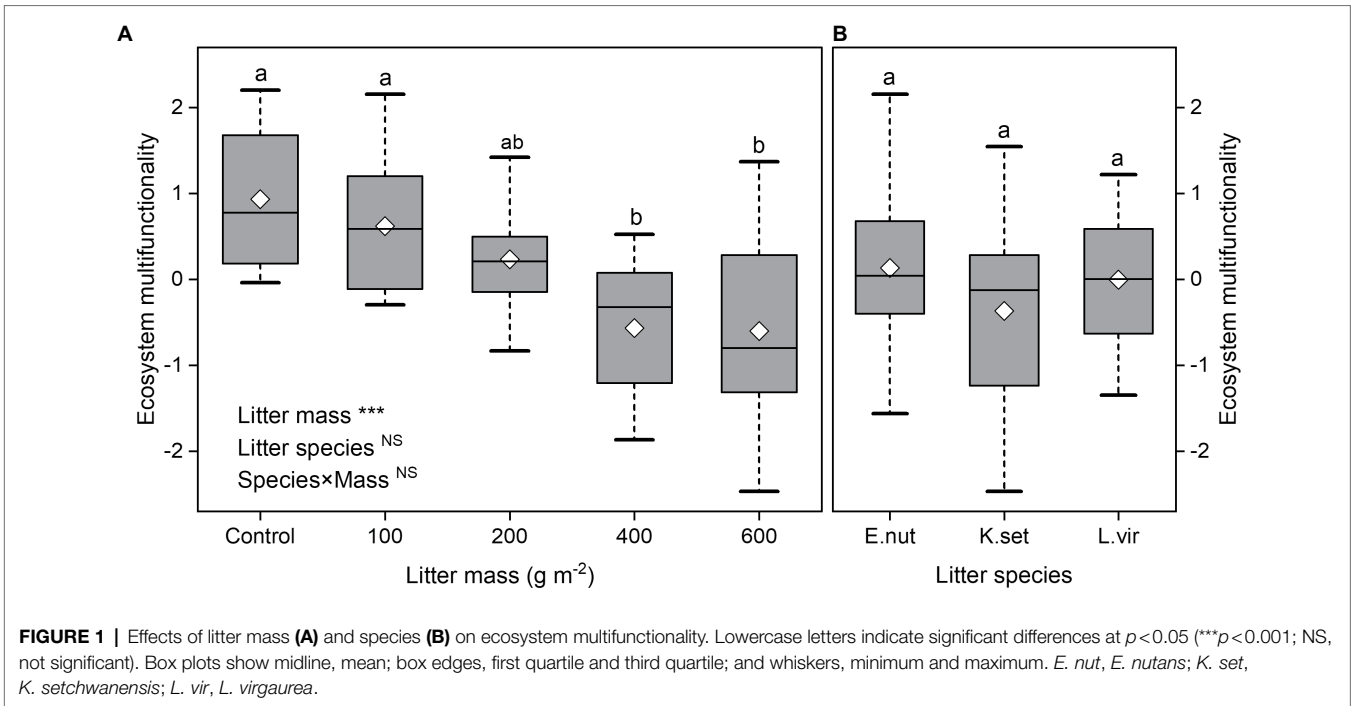 A
B
a
a
ab
b
b
a
a
a
2
1
0
-1
-2
Ecosystem multifunctionality
Litter mass ***
Litter species NS
Species×Mass NS
2
1
0
-1
-2
Ecosystem multifunctionality
Control 100 200 400 600
Litter mass (g m-2)
E.nut K.set L.vir
Litter species
FIGURE 1 | Effects of litter mass (A) and species (B) on ecosystem multifunctionality. Lowercase letters indicate significant differences at p<0.05 (***p<0.001; NS,
not significant). Box plots show midline, mean; box edges, first quartile and third quartile; and whiskers, minimum and maximum. E. nut, E. nutans; K. set,
K. setchwanensis; L. vir, L. virgaurea.